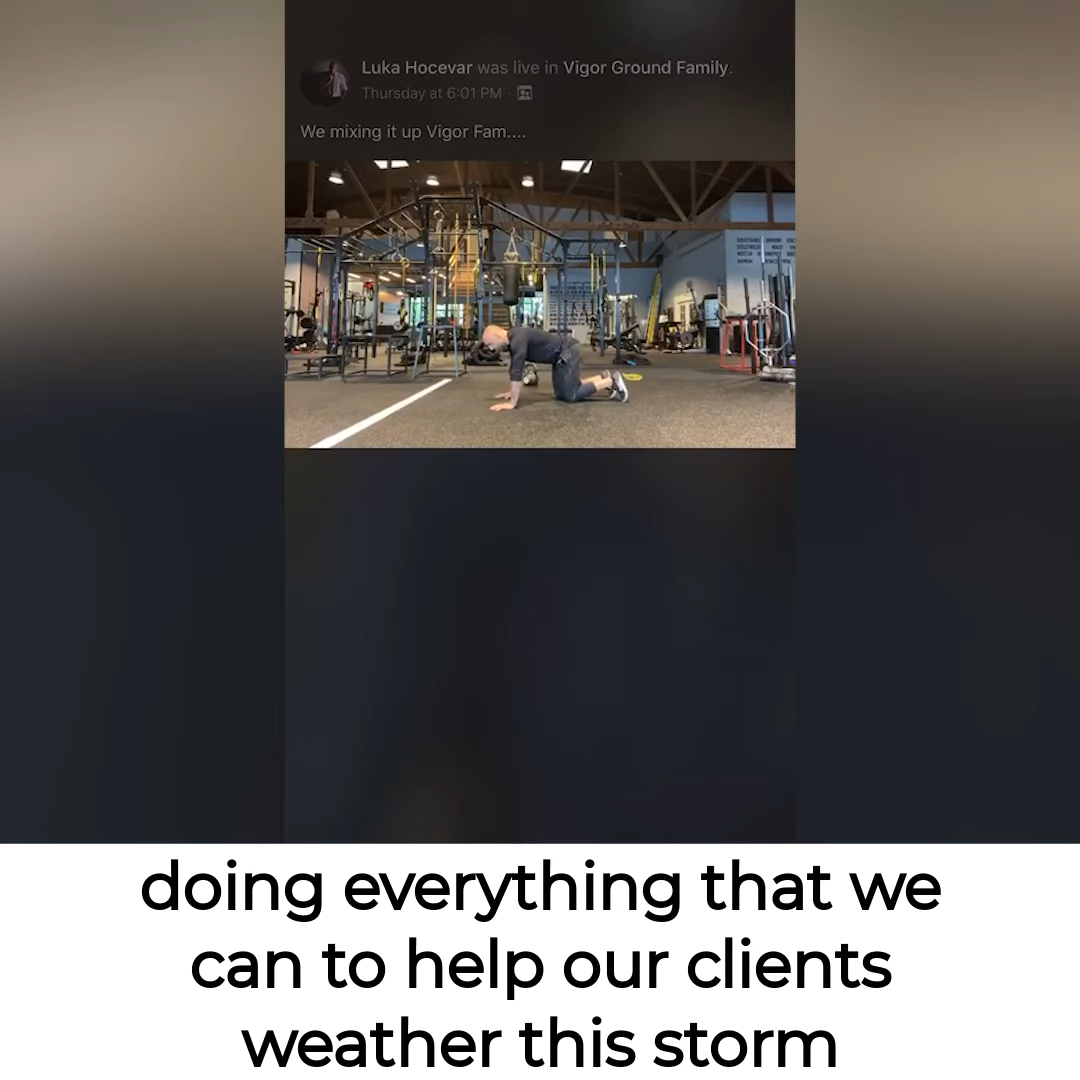 Luka Hocevar was live in Vigor Ground Family.
Thursday at 6:01 PM ·
We mixing it up Vigor Fam....
doing everything that we
can to help our clients
weather this storm